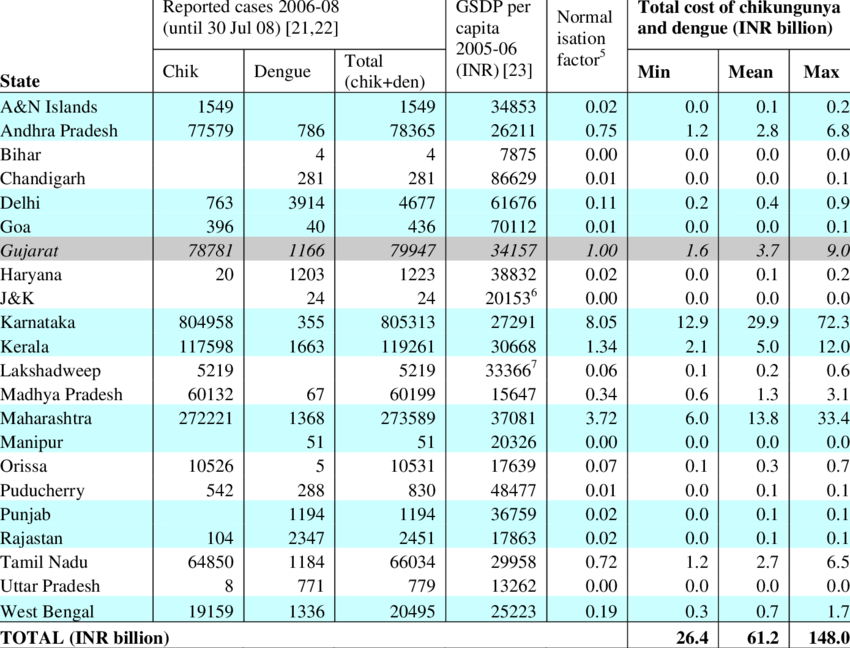 Reported cases 2006-08 (until 30 Jul 08) [21,22] GSDP per capita 2005-06 (INR) [23] Normal isation factor5 Total cost of chikungunya and dengue (INR billion)
State Chik Dengue Total (chik+den) Min Mean Max
A&N Islands 1549 1549 34853 0.02 0.0 0.1 0.2
Andhra Pradesh 77579 786 78365 26211 0.75 1.2 2.8 6.8
Bihar 4 4 7875 0.00 0.0 0.0 0.0
Chandigarh 281 281 86629 0.01 0.0 0.0 0.1
Delhi 763 3914 4677 61676 0.11 0.2 0.4 0.9
Goa 396 40 436 70112 0.01 0.0 0.0 0.1
Gujarat 78781 1166 79947 34157 1.00 1.6 3.7 9.0
Haryana 20 1203 1223 38832 0.02 0.0 0.1 0.2
J&K 24 24 20153⁶ 0.00 0.0 0.0 0.0
Karnataka 804958 355 805313 27291 8.05 12.9 29.9 72.3
Kerala 117598 1663 119261 30668 1.34 2.1 5.0 12.0
Lakshadweep 5219 5219 33366⁷ 0.06 0.1 0.2 0.6
Madhya Pradesh 60132 67 60199 15647 0.34 0.6 1.3 3.1
Maharashtra 272221 1368 273589 37081 3.72 6.0 13.8 33.4
Manipur 51 51 20326 0.00 0.0 0.0 0.0
Orissa 10526 5 10531 17639 0.07 0.1 0.3 0.7
Puducherry 542 288 830 48477 0.01 0.0 0.1 0.1
Punjab 1194 1194 36759 0.02 0.0 0.1 0.1
Rajastan 104 2347 2451 17863 0.02 0.0 0.1 0.1
Tamil Nadu 64850 1184 66034 29958 0.72 1.2 2.7 6.5
Uttar Pradesh 8 771 779 13262 0.00 0.0 0.0 0.0
West Bengal 19159 1336 20495 25223 0.19 0.3 0.7 1.7
TOTAL (INR billion) 26.4 61.2 148.0